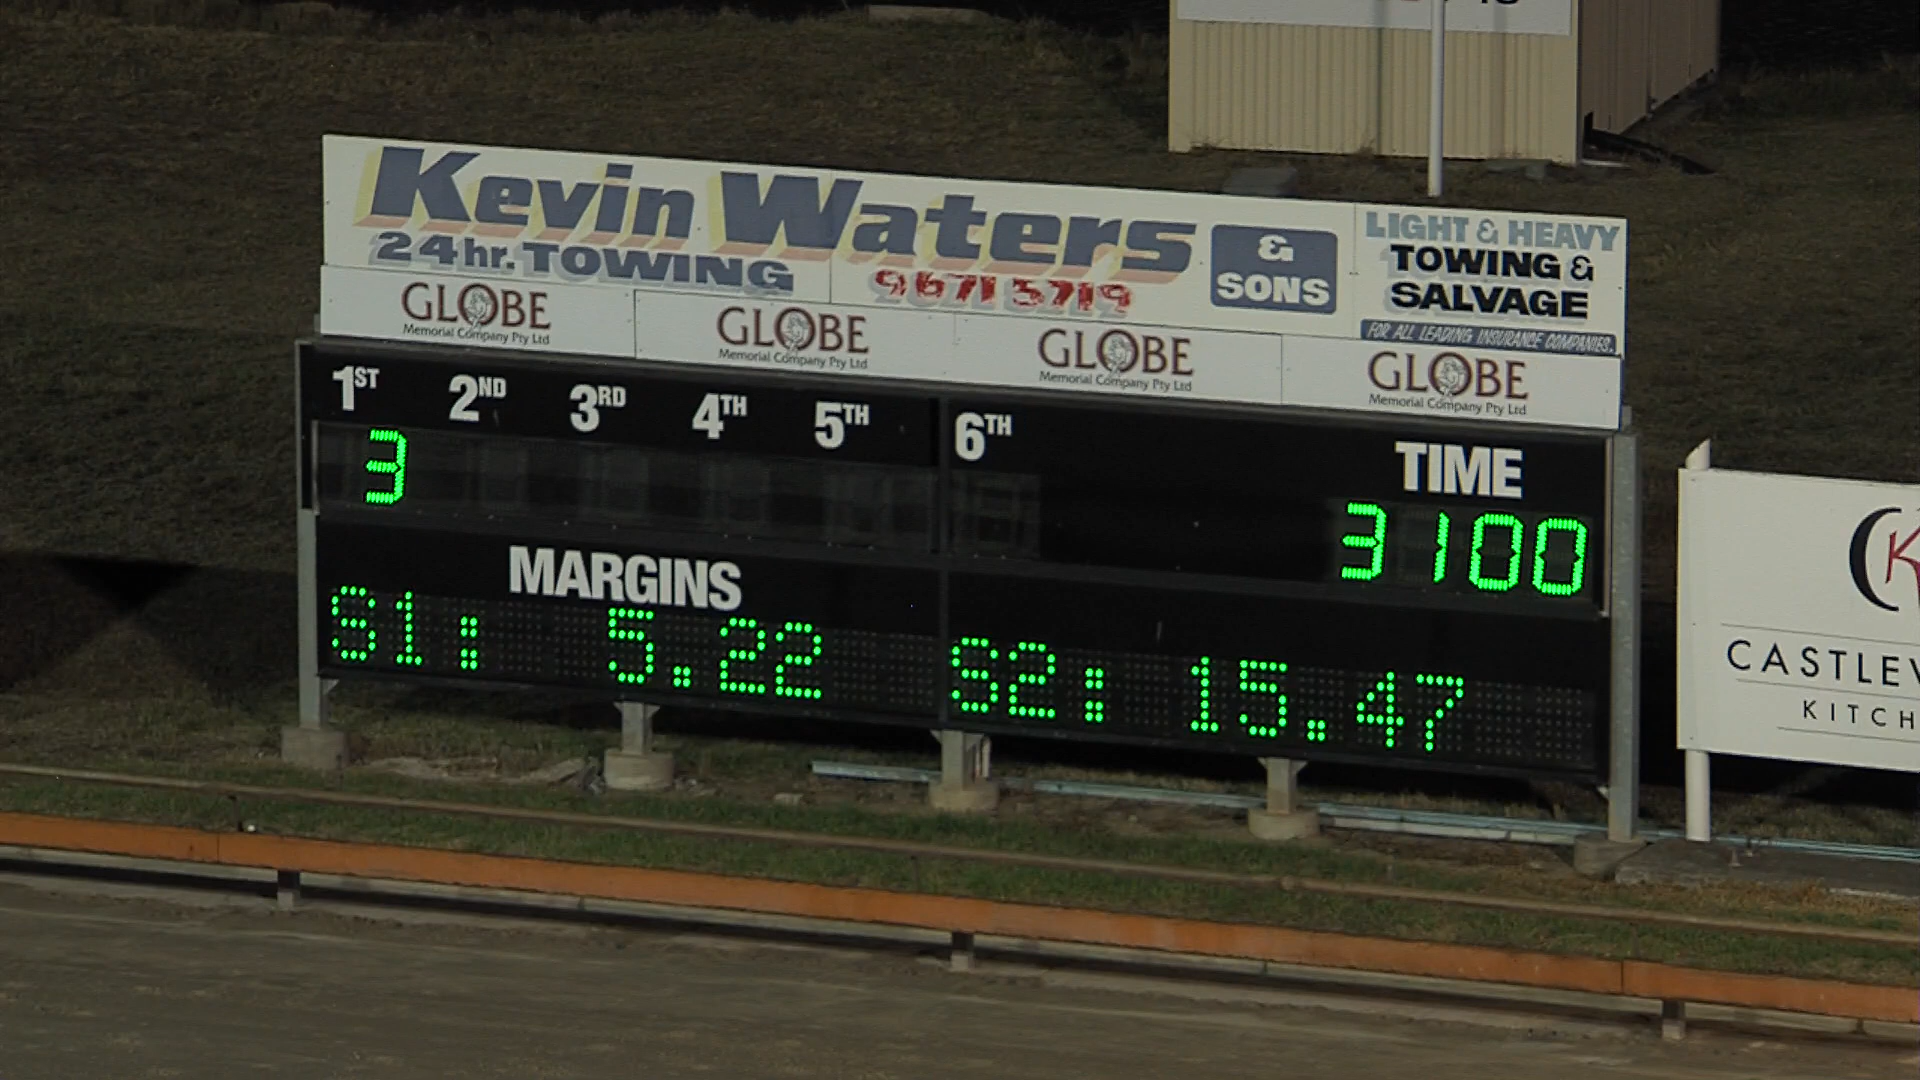 Kevin Waters & SONS
24hr. TOWING 9671 5719
LIGHT & HEAVY
TOWING &
SALVAGE
FOR ALL LEADING INSURANCE COMPANIES.
GLOBE
Memorial Company Pty Ltd
GLOBE
Memorial Company Pty Ltd
GLOBE
Memorial Company Pty Ltd
GLOBE
Memorial Company Pty Ltd
1ST 2ND 3RD 4TH 5TH 6TH TIME
3 3100
MARGINS
S1: 5.22 S2: 15.47
CASTLEV
KITCH